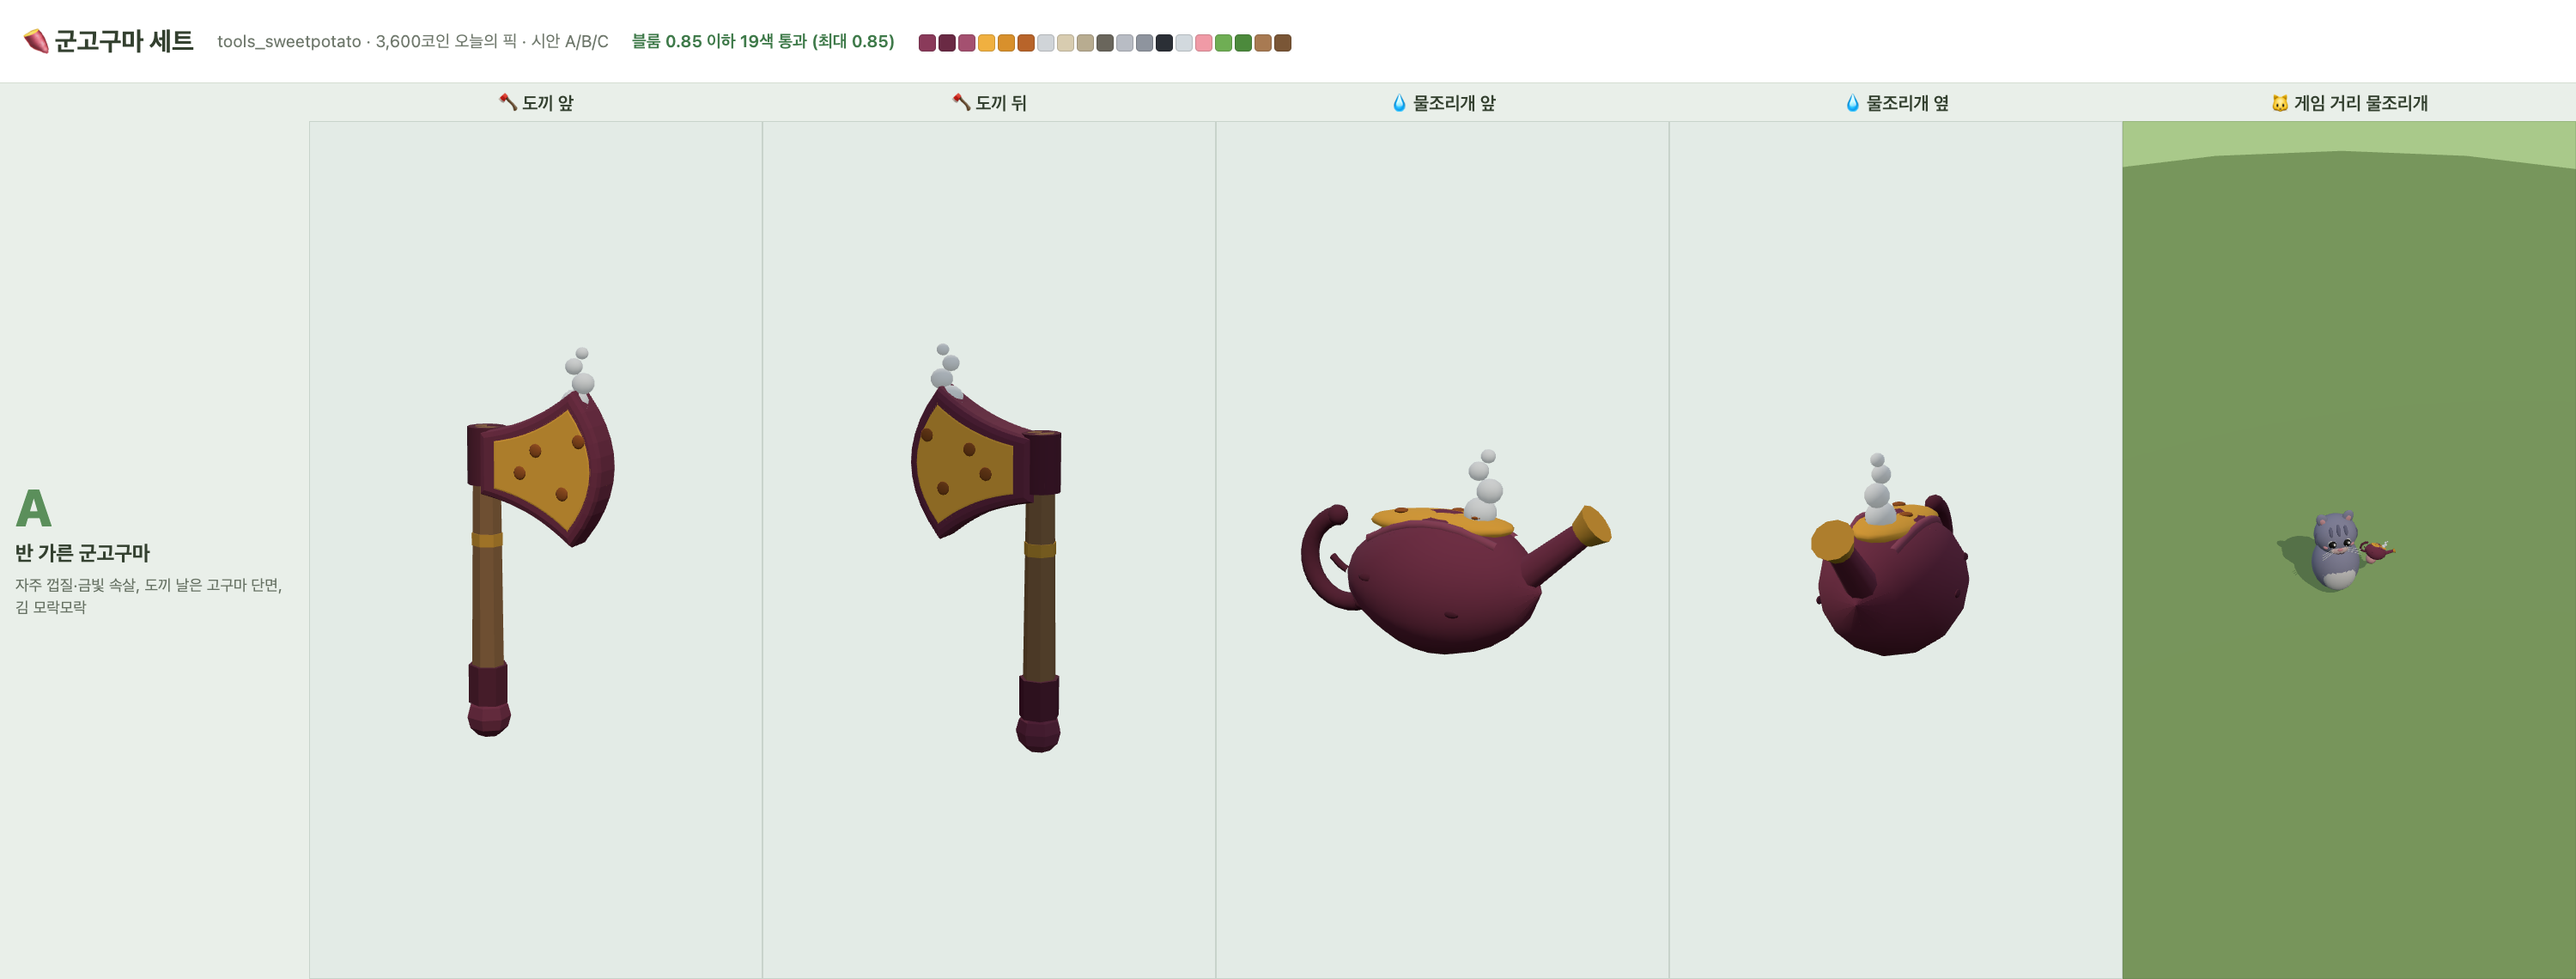 군고구마 세트 tools_sweetpotato · 3,600코인 오늘의 픽 · 시안 A/B/C 블룸 0.85 이하 19색 통과 (최대 0.85)
도끼 앞 도끼 뒤 물조리개 앞 물조리개 옆 게임 거리 물조리개
A
반 가른 군고구마
자주 껍질·금빛 속살, 도끼 날은 고구마 단면,
김 모락모락